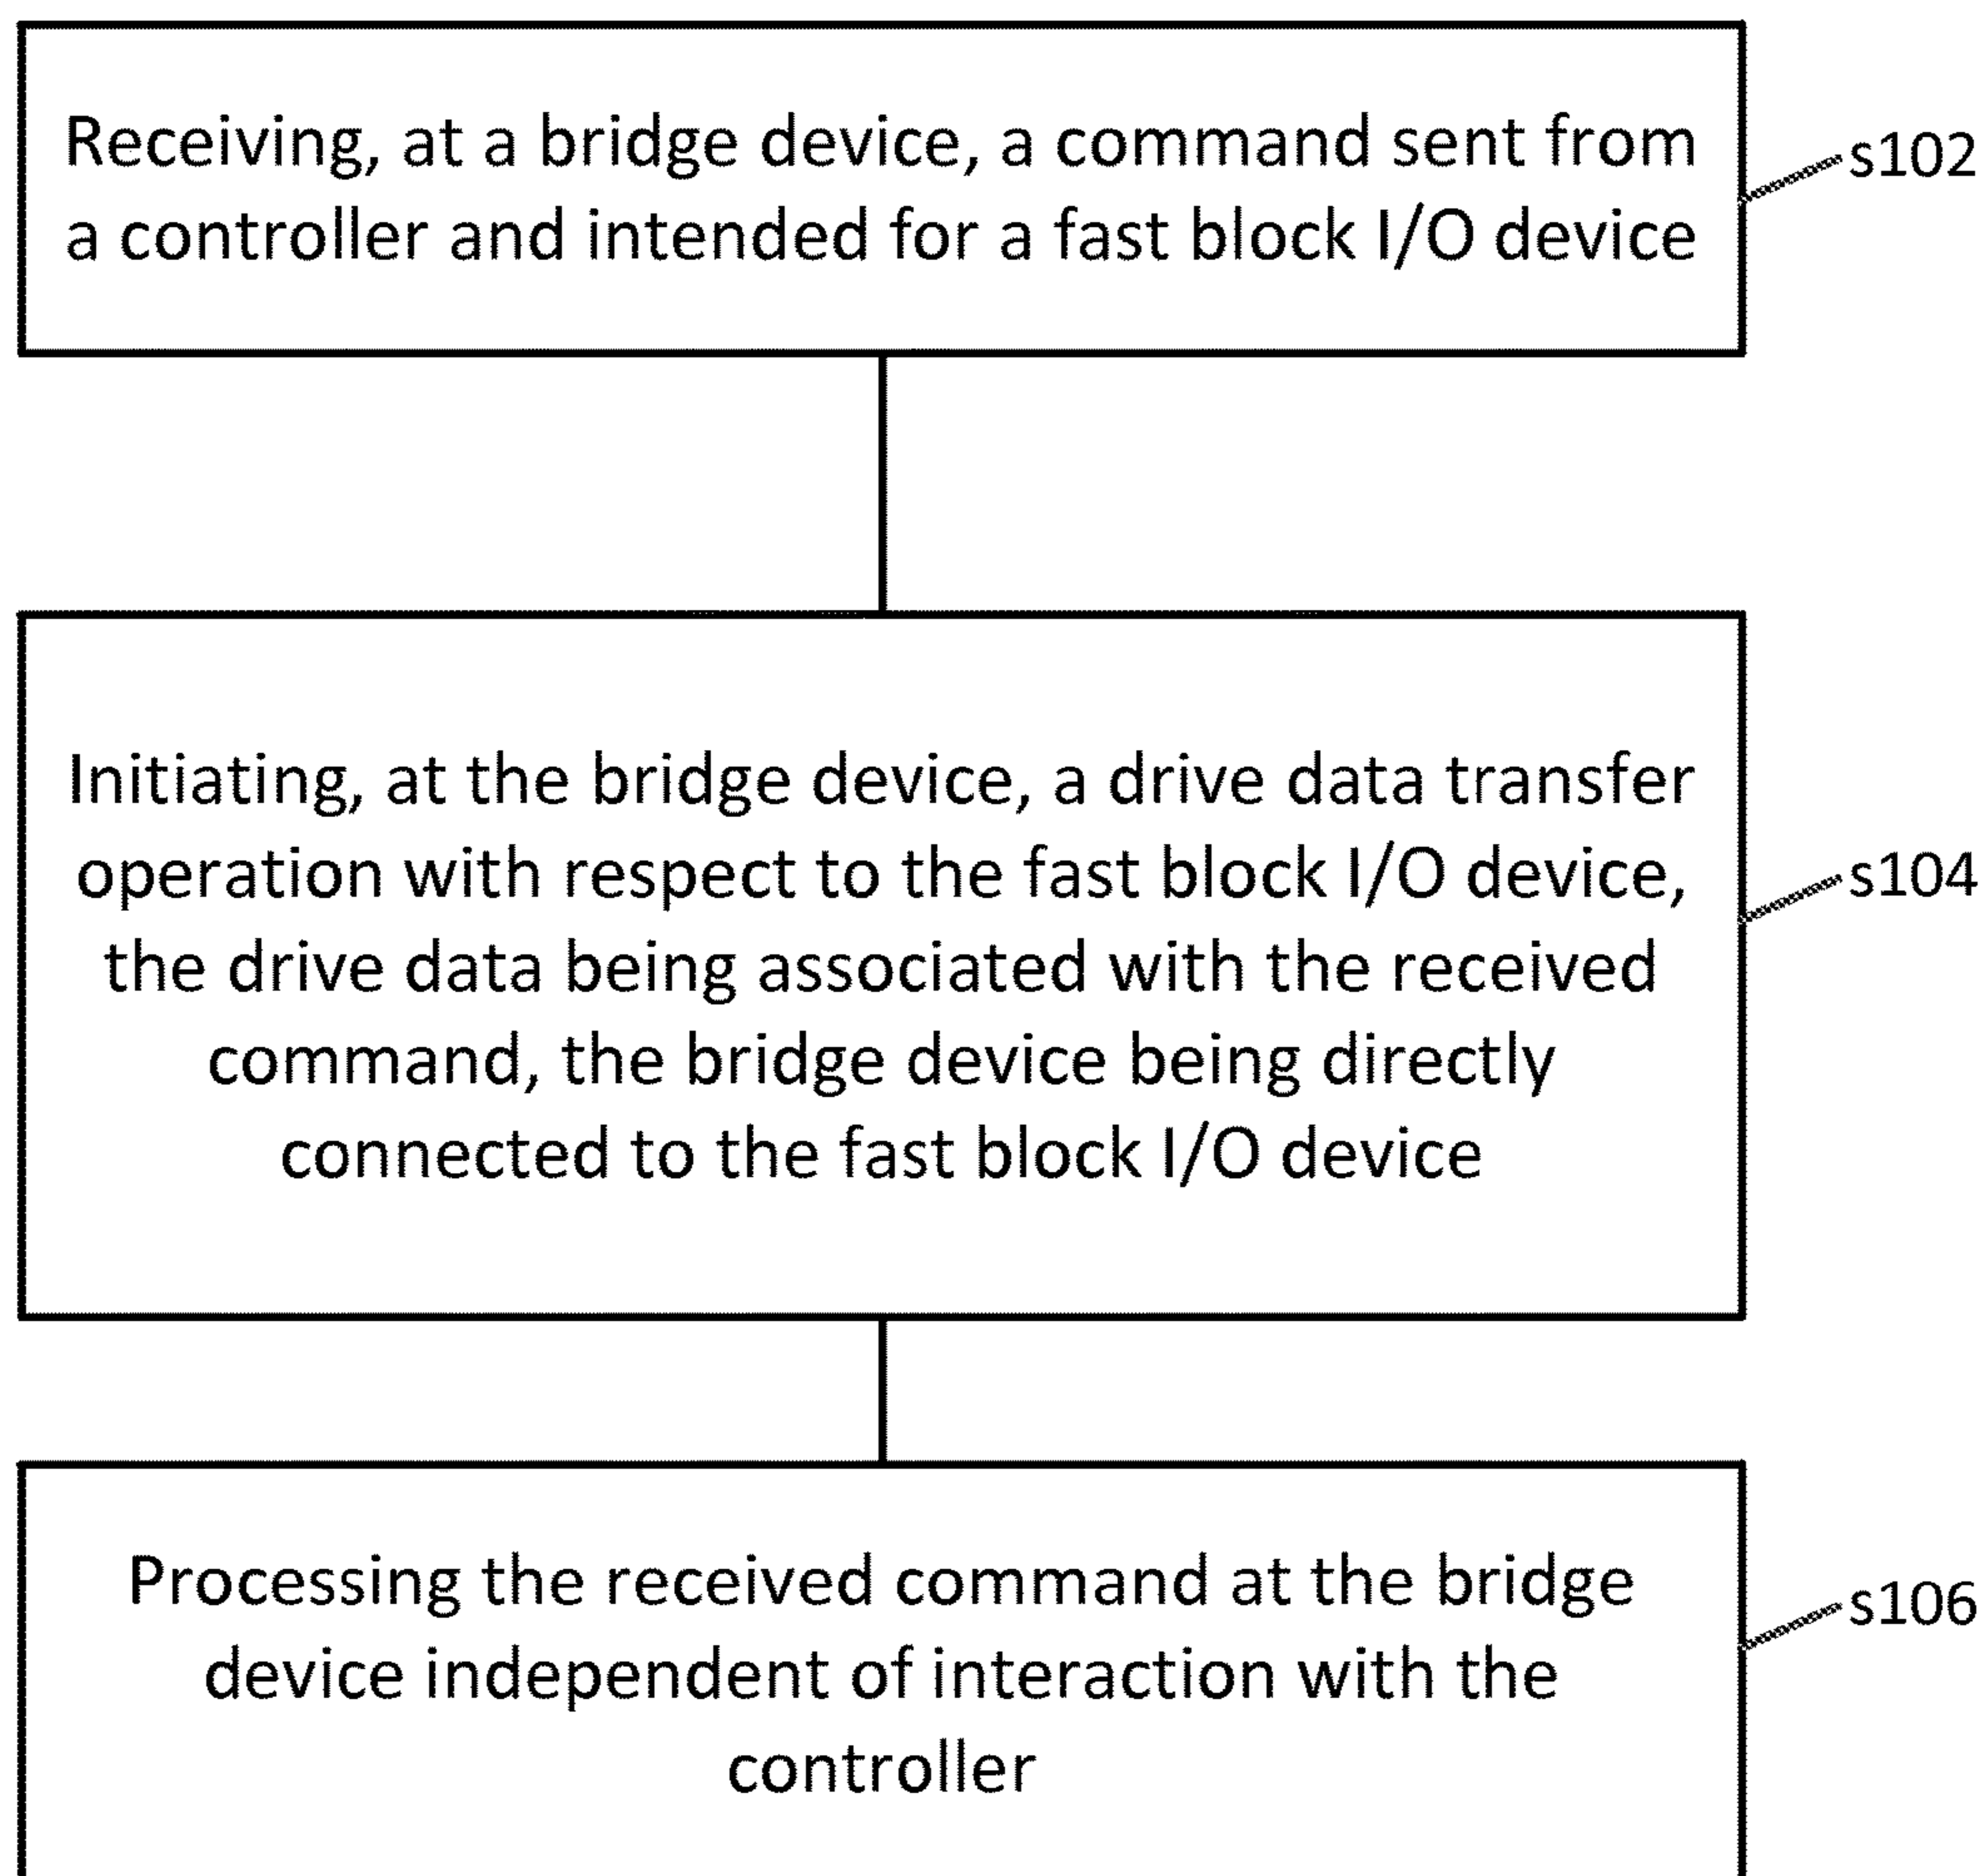 Receiving, at a bridge device, a command sent from
a controller and intended for a fast block I/O device
s102
Initiating, at the bridge device, a drive data transfer
operation with respect to the fast block I/O device,
the drive data being associated with the received
command, the bridge device being directly
connected to the fast block I/O device
s104
Processing the received command at the bridge
device independent of interaction with the
controller
s106